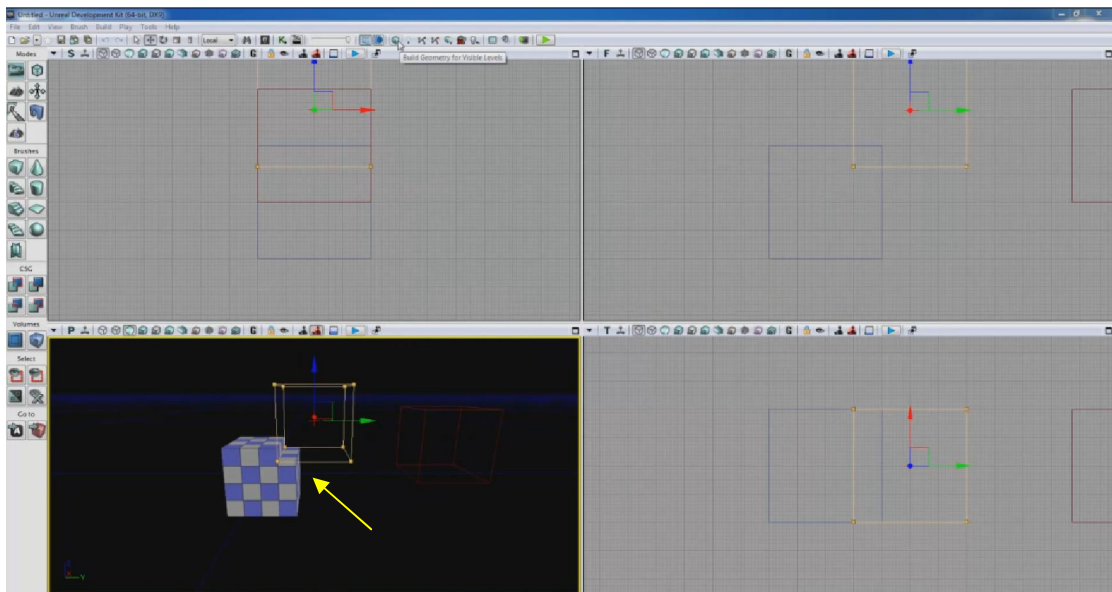 Untitled - Unreal Development Kit (64-bit, DX9)
File Edit View Brush Build Play Tools Help
Local
Modes
S
G
F
G
Build Geometry for Visible Levels
Brushes
CSG
Volumes
P
G
T
G
Select
Go to
Y